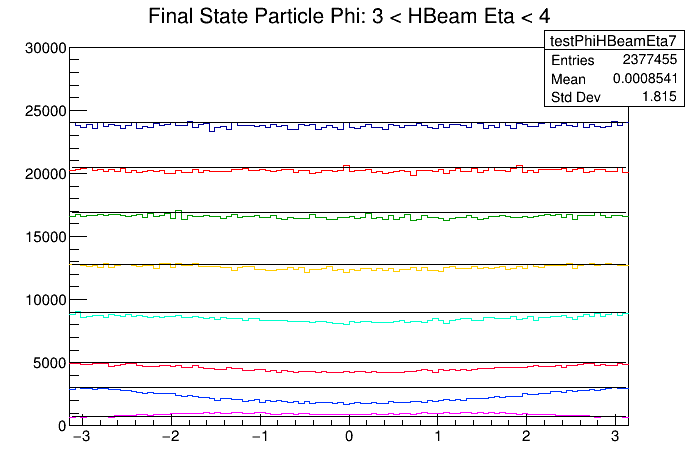 Final State Particle Phi: 3 < HBeam Eta < 4
testPhiHBeamEta7
Entries 2377455
Mean 0.0008541
Std Dev 1.815
30000
25000
20000
15000
10000
5000
0
−3 −2 −1 0 1 2 3